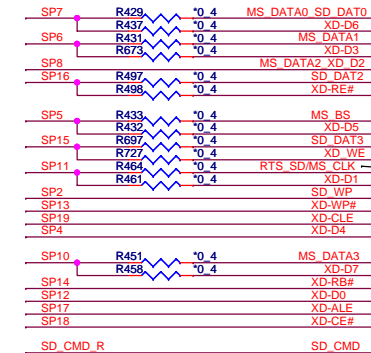 SP7 R429 *0_4 MS_DATA0_SD_DAT0
R437 *0_4 XD-D6
SP6 R431 *0_4 MS_DATA1
R673 *0_4 XD-D3
SP8 MS_DATA2_XD_D2
SP16 R497 *0_4 SD_DAT2
R498 *0_4 XD-RE#
SP5 R433 *0_4 MS_BS
R432 *0_4 XD-D5
SP15 R697 *0_4 SD_DAT3
R727 *0_4 XD_WE
SP11 R464 *0_4 RTS_SD/MS_CLK
R461 *0_4 XD-D1
SP2 SD_WP
SP13 XD-WP#
SP19 XD-CLE
SP4 XD-D4
SP10 R451 *0_4 MS_DATA3
R458 *0_4 XD-D7
SP14 XD-RB#
SP12 XD-D0
SP17 XD-ALE
SP18 XD-CE#
SD_CMD_R SD_CMD